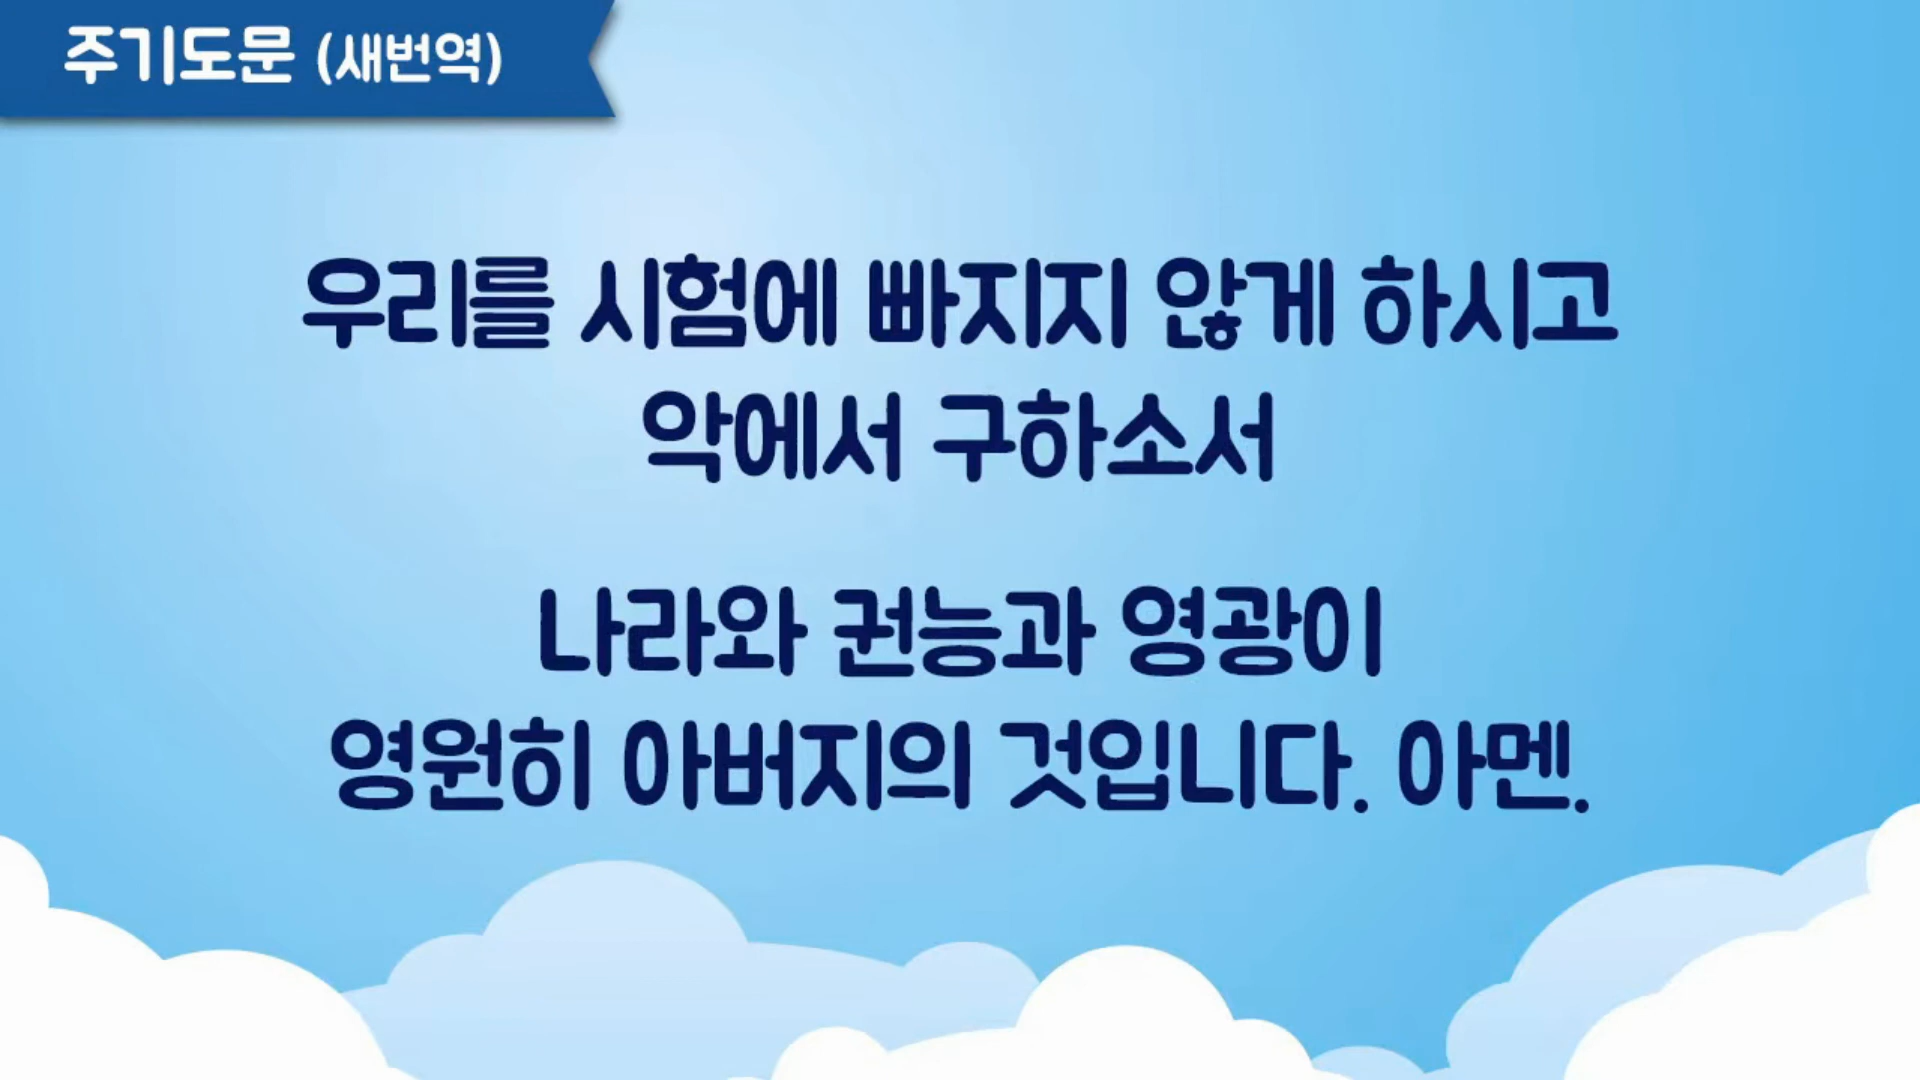 주기도문 (새번역)
우리를 시험에 빠지지 않게 하시고
악에서 구하소서
나라와 권능과 영광이
영원히 아버지의 것입니다. 아멘.